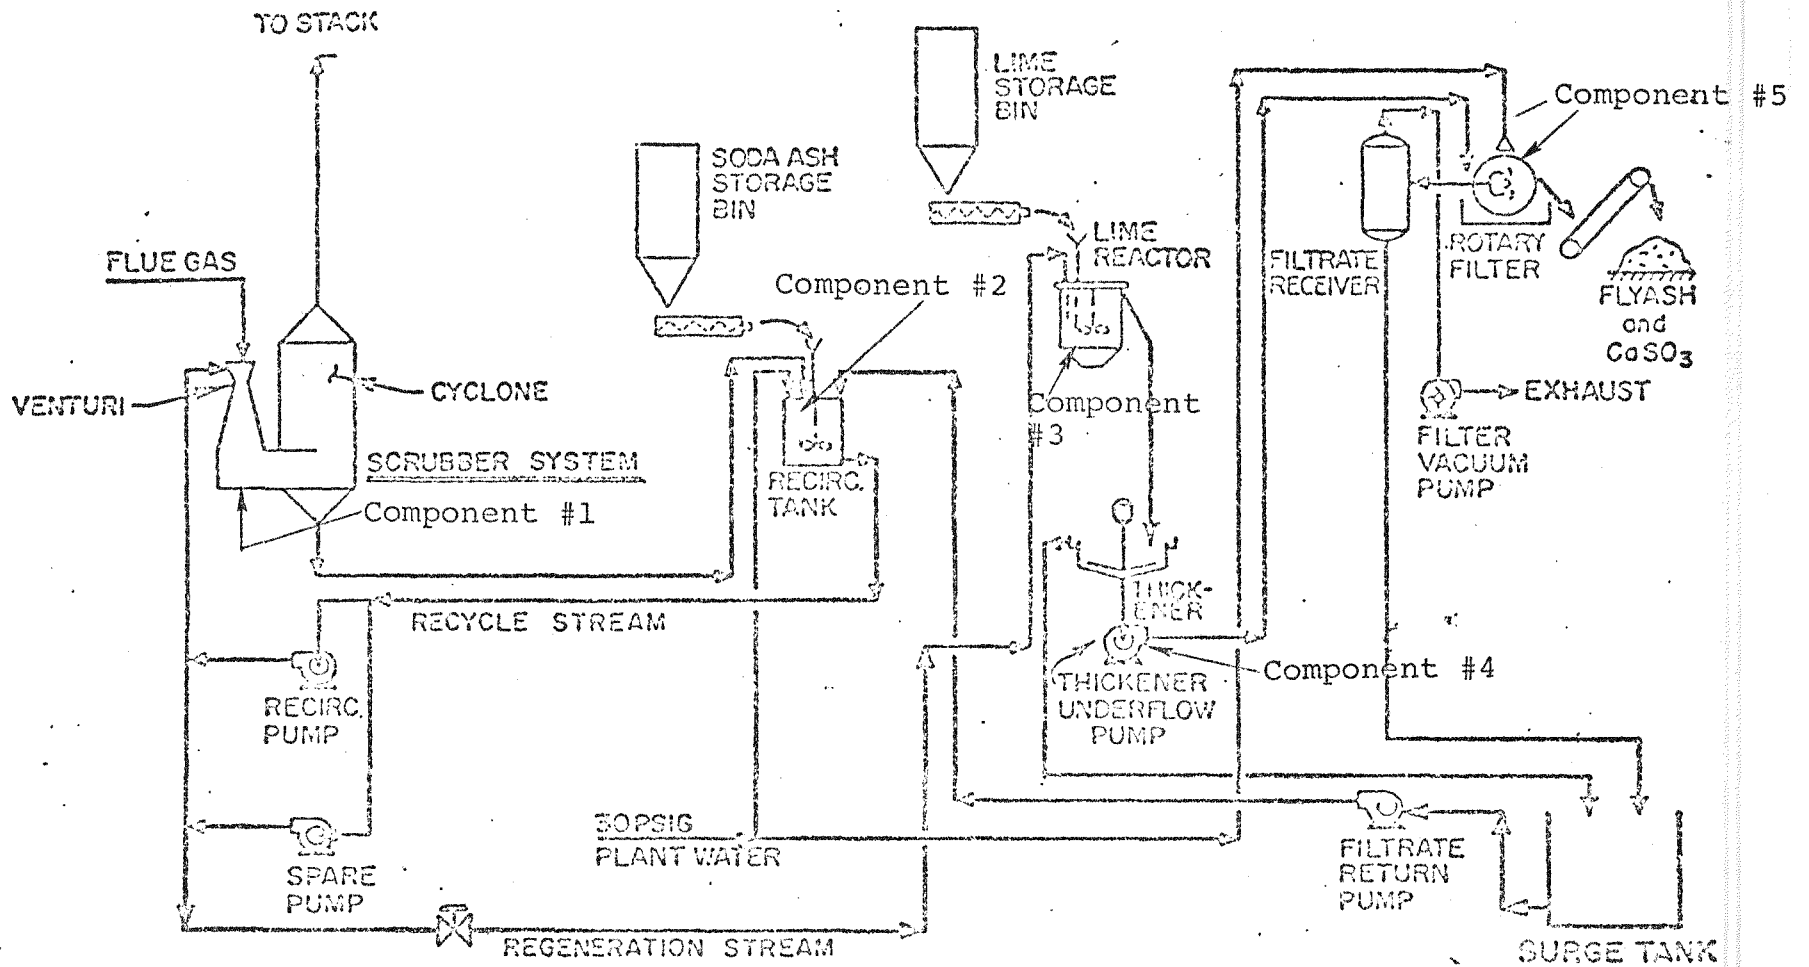 TO STACK
LIME
STORAGE
BIN
Component #5
SODA ASH
STORAGE
BIN
LIME
REACTOR
FLUE GAS
Component #2
FILTRATE
RECEIVER
ROTARY
FILTER
FLYASH
and
CaSO3
VENTURI
CYCLONE
Component
#3
EXHAUST
FILTER
VACUUM
PUMP
SCRUBBER SYSTEM
RECIRC.
TANK
Component #1
THICK-
ENER
RECYCLE STREAM
Component #4
THICKENER
UNDERFLOW
PUMP
RECIRC.
PUMP
50 PSIG
PLANT WATER
SPARE
PUMP
FILTRATE
RETURN
PUMP
REGENERATION STREAM
SURGE TANK